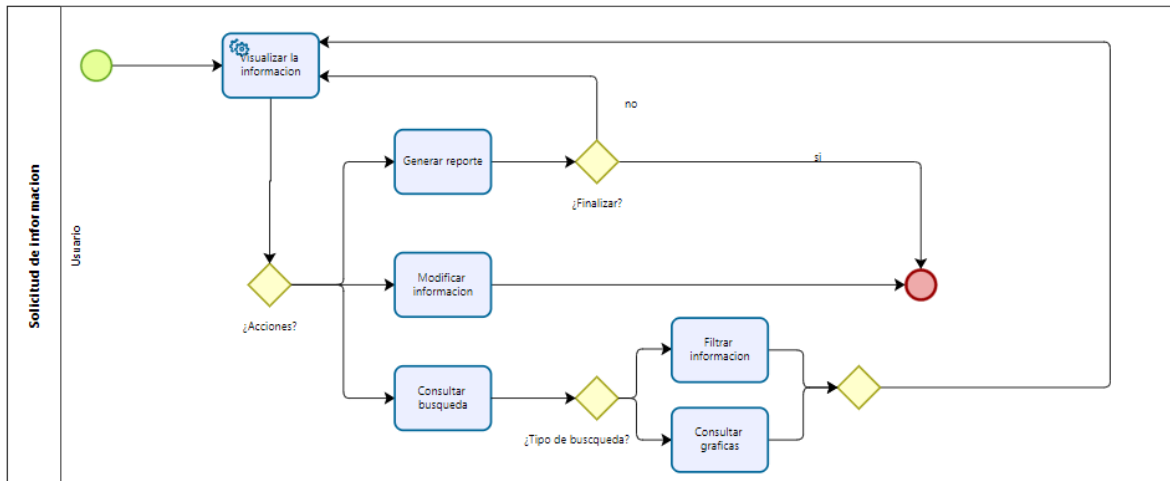 Solicitud de informacion
Usuario
Visualizar la
informacion
no
Generar reporte
si
¿Finalizar?
Modificar
informacion
¿Acciones?
Filtrar
informacion
Consultar
busqueda
¿Tipo de buscqueda?
Consultar
graficas